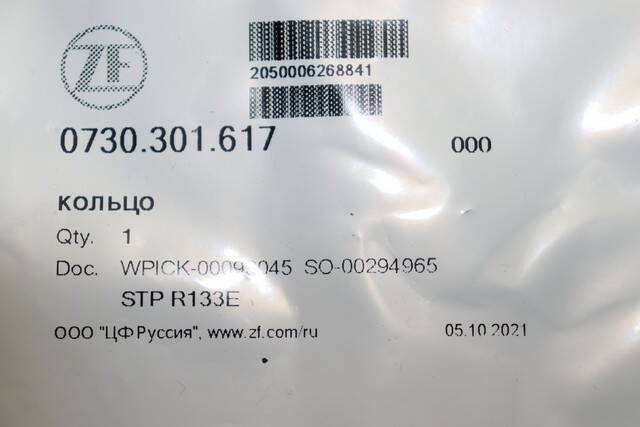 ZF
2050006268841
0730.301.617 000
кольцо
Qty. 1
Doc. SO-00294965
STP R133E
ООО "ЦФ Руссия", www.zf.com/ru 05.10.2021